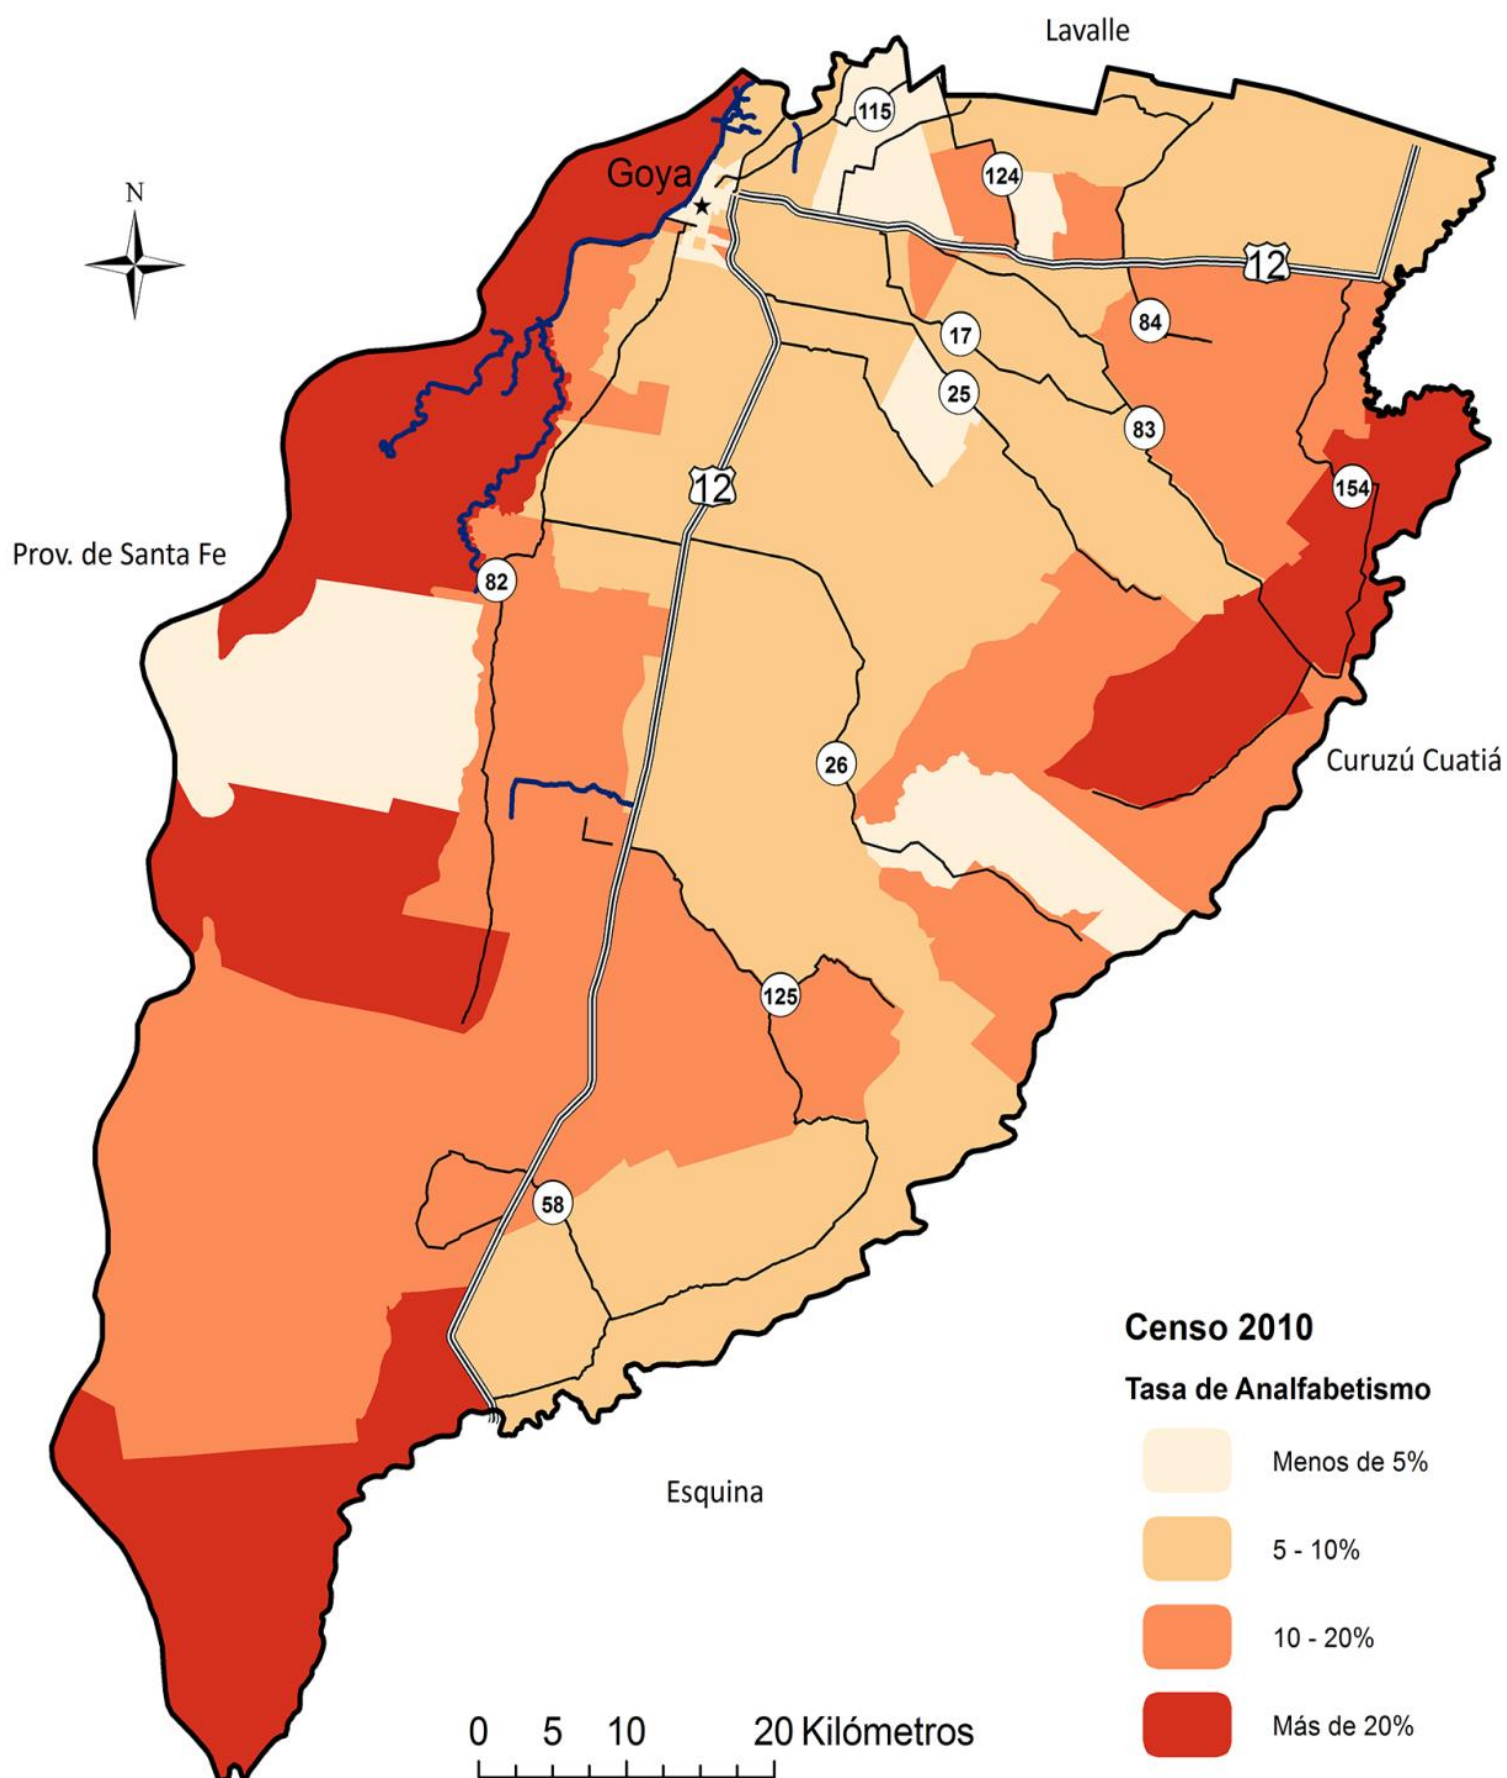 Lavalle
115
Goya
124
N
12
84
17
25
83
12
154
Prov. de Santa Fe
82
Curuzú Cuatiá
26
125
58
Censo 2010
Tasa de Analfabetismo
Menos de 5%
Esquina
5 - 10%
10 - 20%
Más de 20%
0 5 10 20 Kilómetros